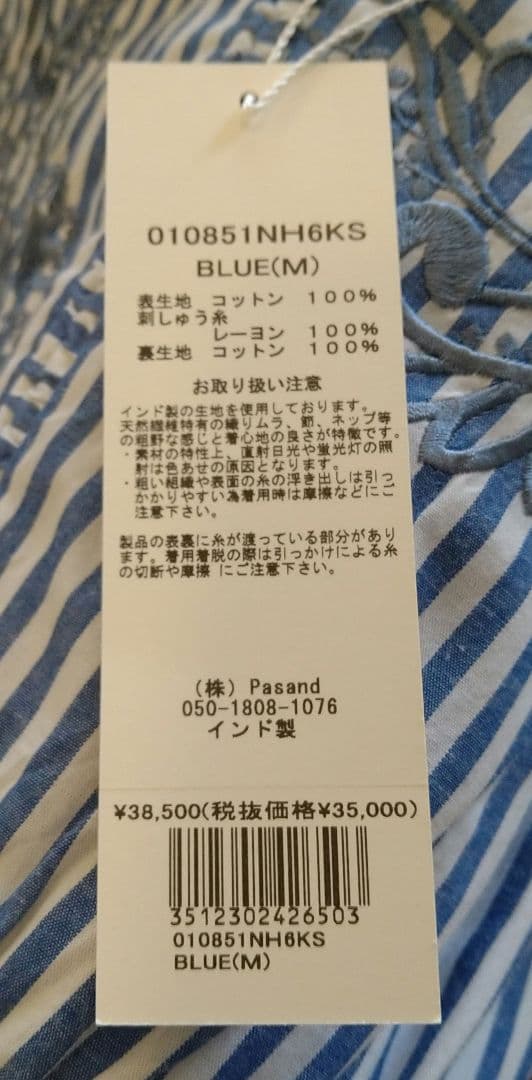 010851NH6KS
BLUE(M)
表生地 コットン 100%
刺しゅう糸
レーヨン 100%
裏生地 コットン 100%
お取り扱い注意
インド製の生地を使用しております。
天然繊維特有の織りムラ、節、ネップ等
の粗野な感じと着心地の良さが特徴です。
・素材の特性上、直射日光や蛍光灯の照
射は色あせの原因となります。
・粗い組織や表面の糸の浮き出しは引っ
かかりやすい為着用時は摩擦などにご
注意下さい。
製品の表裏に糸が渡っている部分があり
ます。着用着脱の際は引っかけによる糸
の切断や摩擦 にご注意下さい。
(株) Pasand
050-1808-1076
インド製
¥38,500(税抜価格¥35,000)
3512302426503
010851NH6KS
BLUE(M)